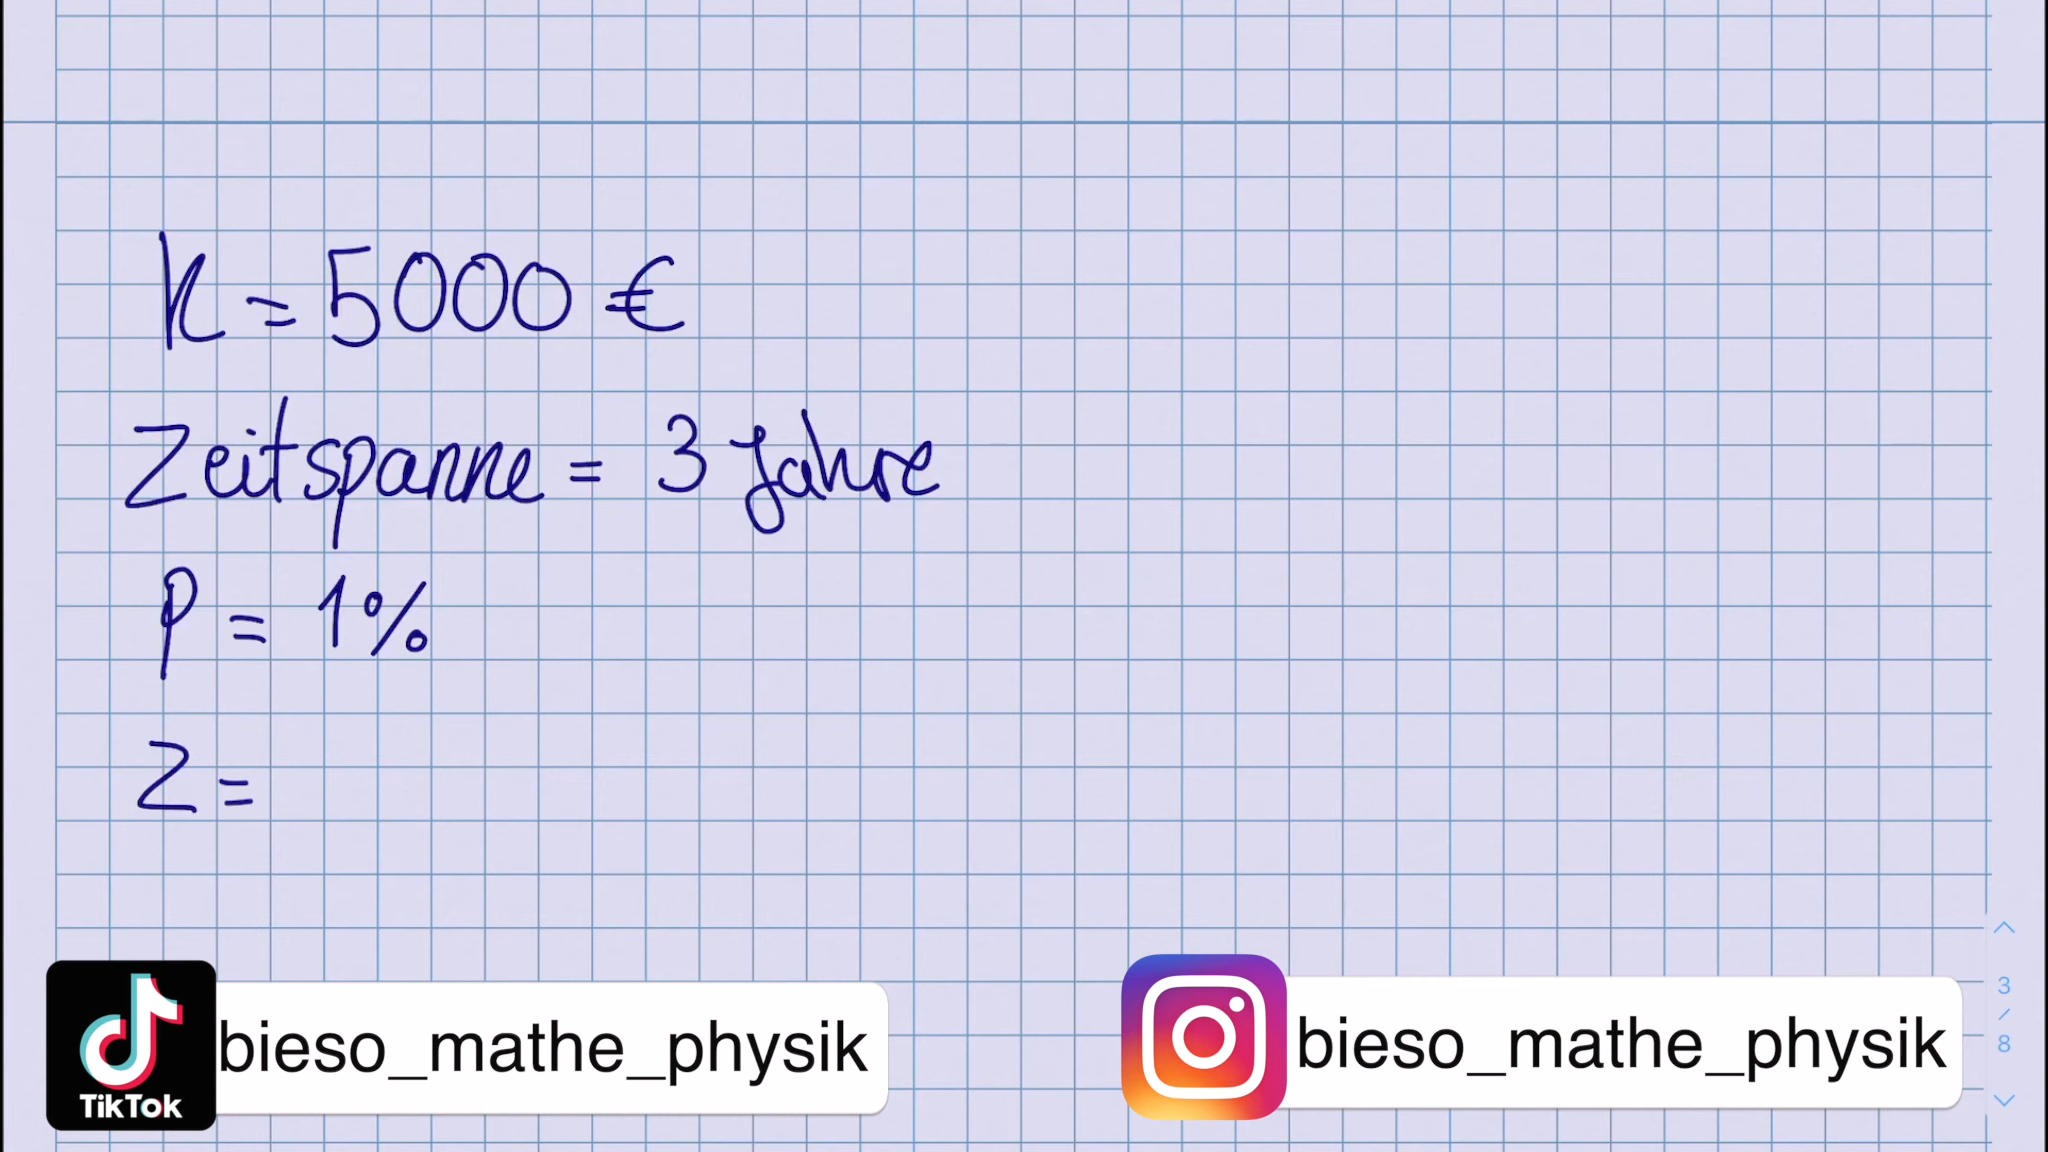 K = 5000 €
Zeitspanne = 3 Jahre
p = 1%
Z =
TikTok
bieso_mathe_physik
bieso_mathe_physik
3
/
8